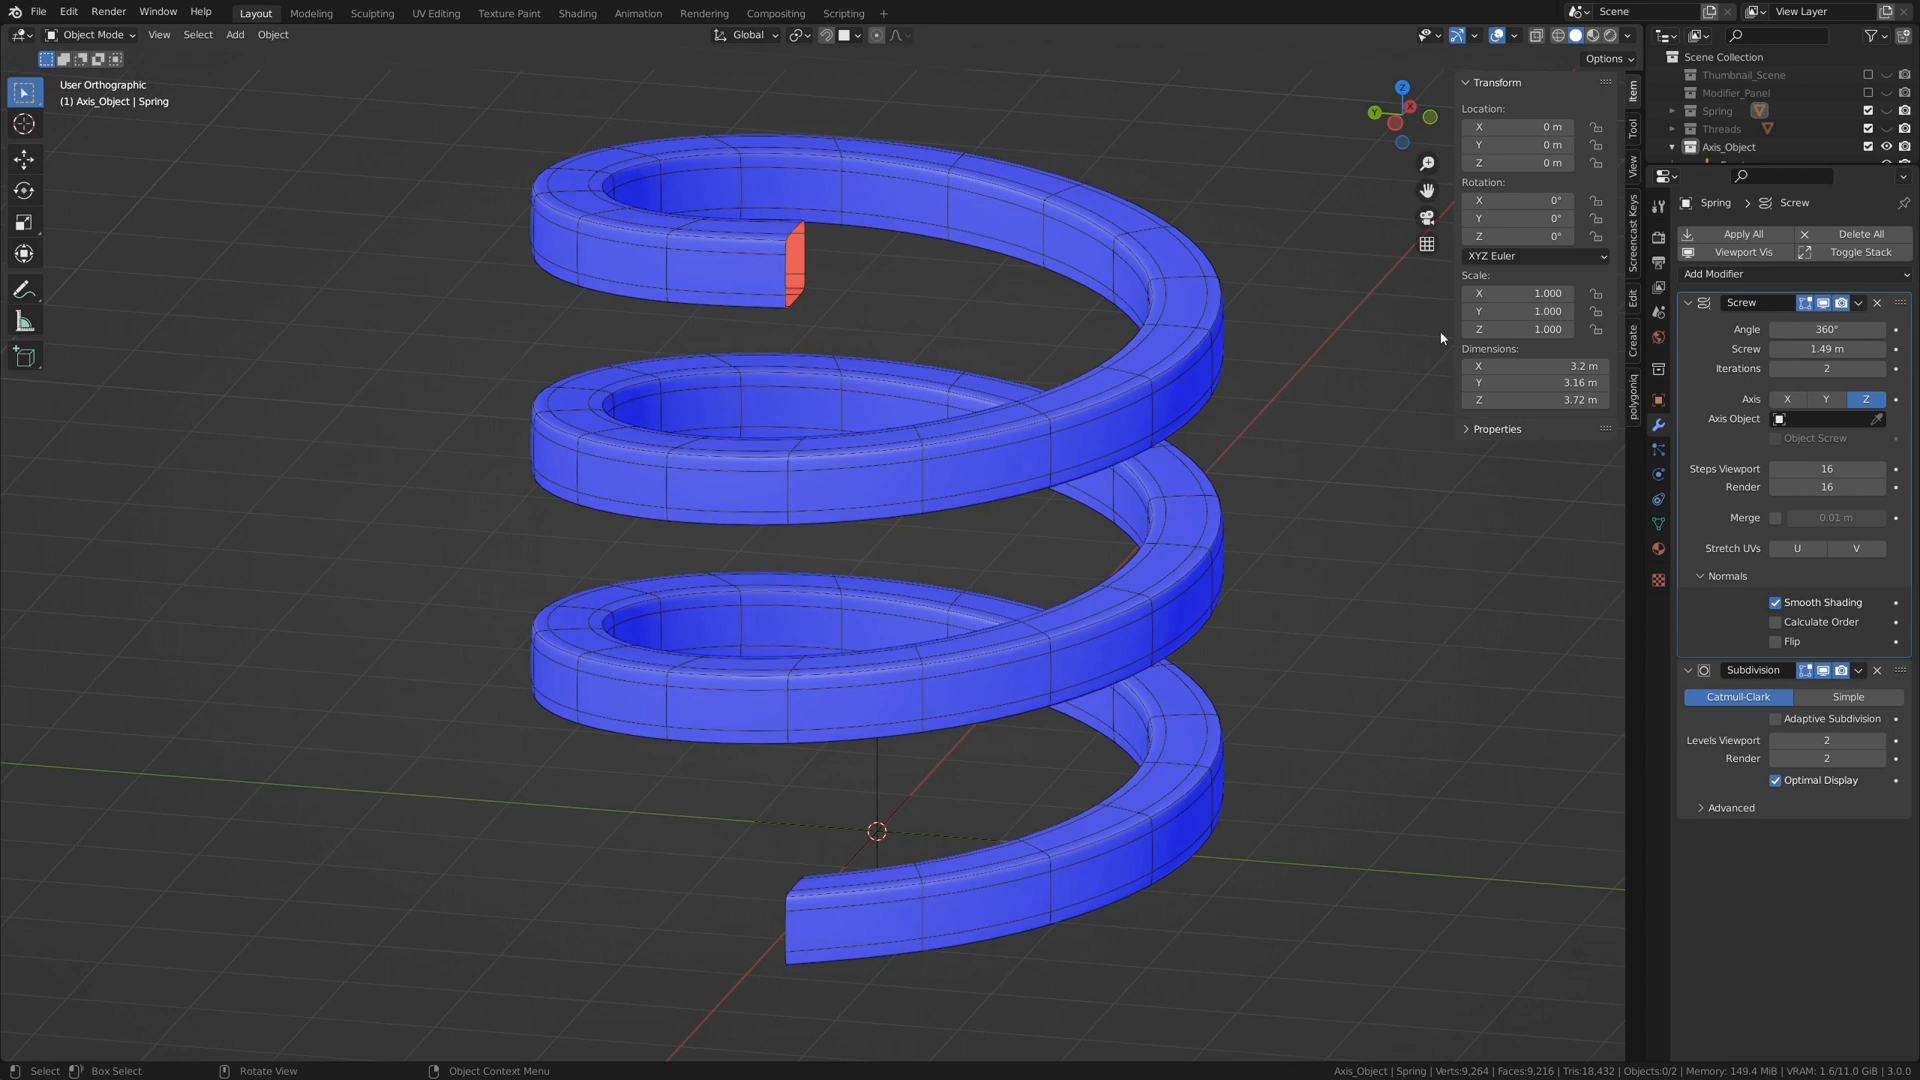 File Edit Render Window Help Layout Modeling Sculpting UV Editing Texture Paint Shading Animation Rendering Compositing Scripting + Scene View Layer
Object Mode View Select Add Object Global
Options
User Orthographic
(1) Axis_Object | Spring
Z
Y
X
Transform
Location:
X 0 m
Y 0 m
Z 0 m
Rotation:
X 0°
Y 0°
Z 0°
XYZ Euler
Scale:
X 1.000
Y 1.000
Z 1.000
Dimensions:
X 3.2 m
Y 3.16 m
Z 3.72 m
Properties
Item
Tool
View
Screencast Keys
Edit
Create
polygoniq
Scene Collection
Thumbnail_Scene
Modifier_Panel
Spring
Threads
Axis_Object
Spring > Screw
Apply All Delete All
Viewport Vis Toggle Stack
Add Modifier
Screw
Angle 360°
Screw 1.49 m
Iterations 2
Axis X Y Z
Axis Object
Object Screw
Steps Viewport 16
Render 16
Merge 0.01 m
Stretch UVs U V
Normals
Smooth Shading
Calculate Order
Flip
Subdivision
Catmull-Clark Simple
Adaptive Subdivision
Levels Viewport 2
Render 2
Optimal Display
Advanced
Select Box Select Rotate View Object Context Menu Axis_Object | Spring | Verts:9,264 | Faces:9,216 | Tris:18,432 | Objects:0/2 | Memory: 149.4 MiB | VRAM: 1.6/11.0 GiB | 3.0.0